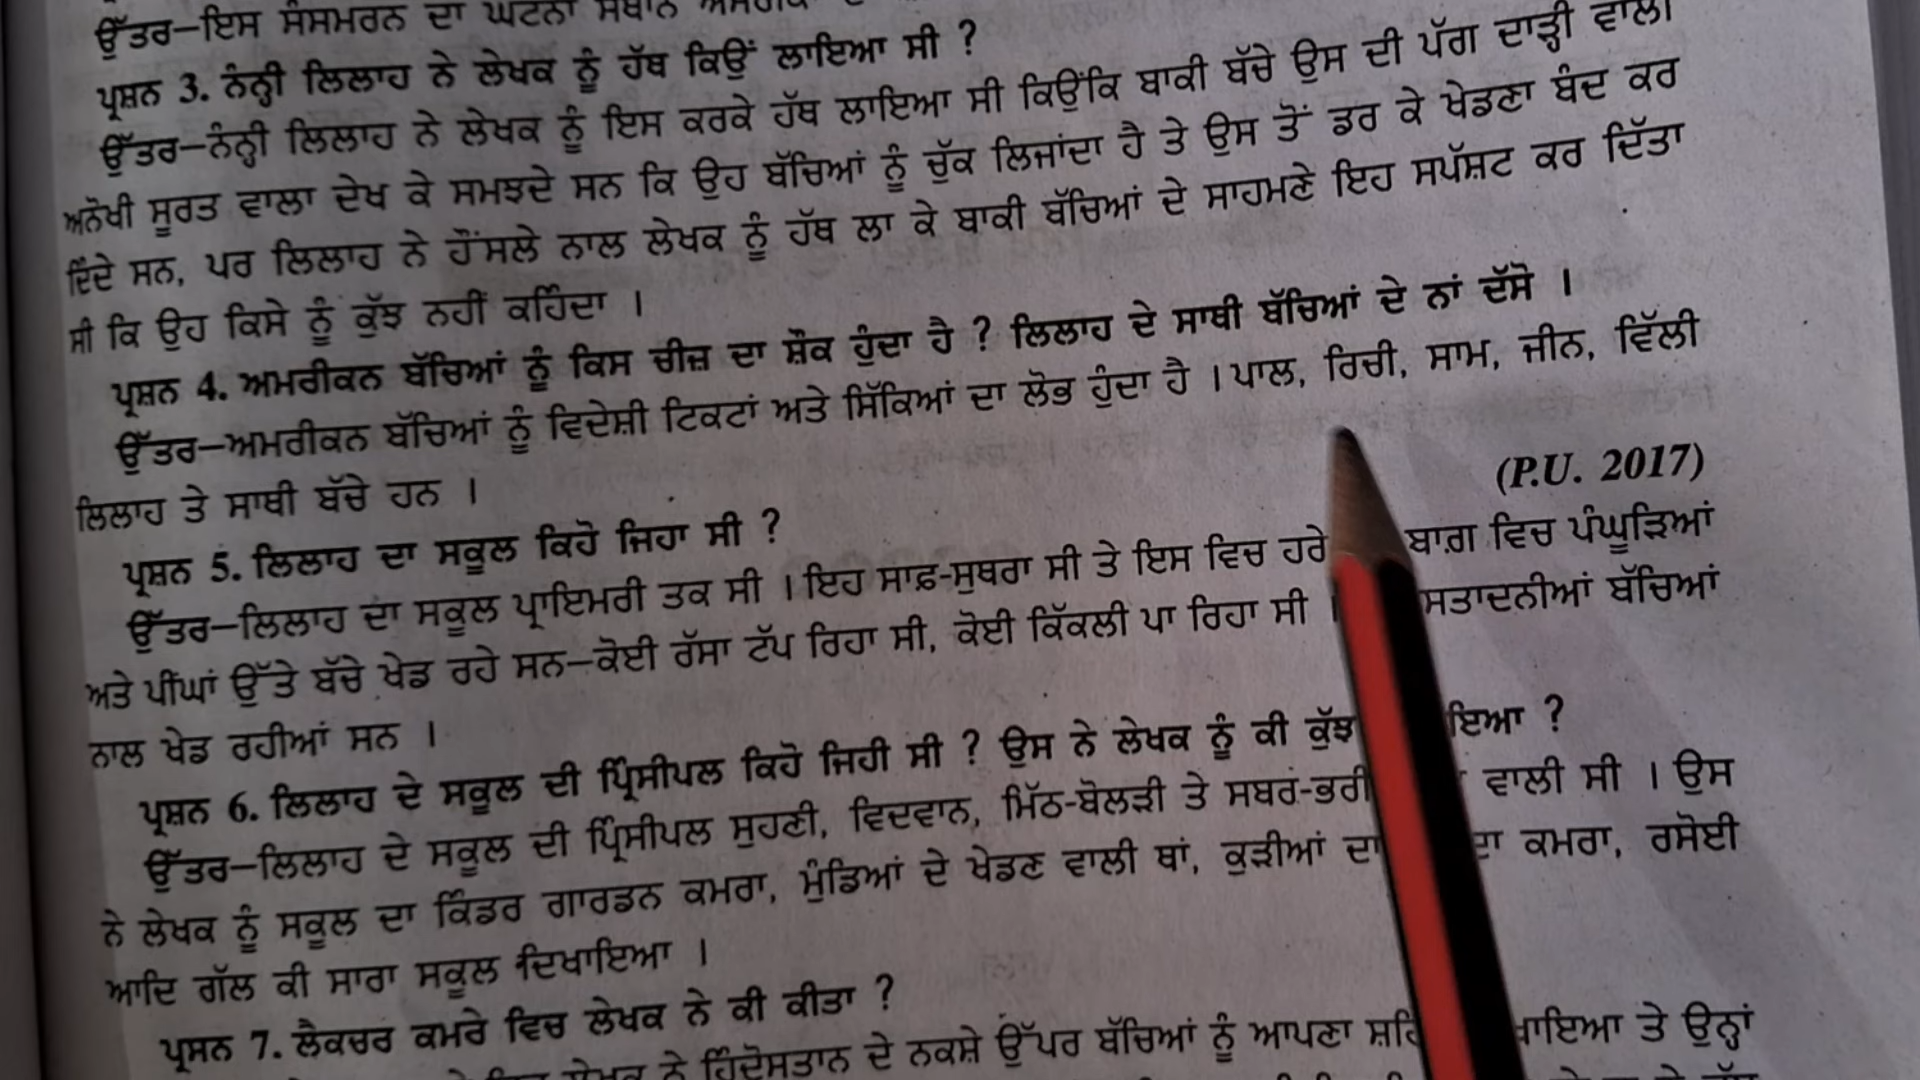 ਉੱਤਰ—ਇਸ ਸੰਸਮਰਨ ਦਾ ਘਟਨਾ ਸਥਾਨ
ਪ੍ਰਸ਼ਨ 3. ਨੰਨ੍ਹੀ ਲਿਲਾਹ ਨੇ ਲੇਖਕ ਨੂੰ ਹੱਥ ਕਿਉਂ ਲਾਇਆ ਸੀ ?
ਉੱਤਰ—ਨੰਨ੍ਹੀ ਲਿਲਾਹ ਨੇ ਲੇਖਕ ਨੂੰ ਇਸ ਕਰਕੇ ਹੱਥ ਲਾਇਆ ਸੀ ਕਿਉਂਕਿ ਬਾਕੀ ਬੱਚੇ ਉਸ ਦੀ ਪੱਗ ਦਾੜ੍ਹੀ ਵਾਲੀ
ਅਨੋਖੀ ਸੂਰਤ ਵਾਲਾ ਦੇਖ ਕੇ ਸਮਝਦੇ ਸਨ ਕਿ ਉਹ ਬੱਚਿਆਂ ਨੂੰ ਚੁੱਕ ਲਿਜਾਂਦਾ ਹੈ ਤੇ ਉਸ ਤੋਂ ਡਰ ਕੇ ਖੇਡਣਾ ਬੰਦ ਕਰ
ਦਿੰਦੇ ਸਨ, ਪਰ ਲਿਲਾਹ ਨੇ ਹੌਂਸਲੇ ਨਾਲ ਲੇਖਕ ਨੂੰ ਹੱਥ ਲਾ ਕੇ ਬਾਕੀ ਬੱਚਿਆਂ ਦੇ ਸਾਹਮਣੇ ਇਹ ਸਪੱਸ਼ਟ ਕਰ ਦਿੱਤਾ
ਸੀ ਕਿ ਉਹ ਕਿਸੇ ਨੂੰ ਕੁੱਝ ਨਹੀਂ ਕਹਿੰਦਾ ।
ਪ੍ਰਸ਼ਨ 4. ਅਮਰੀਕਨ ਬੱਚਿਆਂ ਨੂੰ ਕਿਸ ਚੀਜ਼ ਦਾ ਸ਼ੌਕ ਹੁੰਦਾ ਹੈ ? ਲਿਲਾਹ ਦੇ ਸਾਥੀ ਬੱਚਿਆਂ ਦੇ ਨਾਂ ਦੱਸੋ ।
ਉੱਤਰ—ਅਮਰੀਕਨ ਬੱਚਿਆਂ ਨੂੰ ਵਿਦੇਸ਼ੀ ਟਿਕਟਾਂ ਅਤੇ ਸਿੱਕਿਆਂ ਦਾ ਲੋਭ ਹੁੰਦਾ ਹੈ । ਪਾਲ, ਰਿਚੀ, ਸਾਮ, ਜੀਨ, ਵਿੱਲੀ
ਲਿਲਾਹ ਤੇ ਸਾਥੀ ਬੱਚੇ ਹਨ ।
(P.U. 2017)
ਪ੍ਰਸ਼ਨ 5. ਲਿਲਾਹ ਦਾ ਸਕੂਲ ਕਿਹੋ ਜਿਹਾ ਸੀ ?
ਉੱਤਰ—ਲਿਲਾਹ ਦਾ ਸਕੂਲ ਪ੍ਰਾਇਮਰੀ ਤਕ ਸੀ । ਇਹ ਸਾਫ਼-ਸੁਥਰਾ ਸੀ ਤੇ ਇਸ ਵਿਚ ਹਰੇ ਬਾਗ਼ ਵਿਚ ਪੰਘੂੜਿਆਂ
ਅਤੇ ਪੀਂਘਾਂ ਉੱਤੇ ਬੱਚੇ ਖੇਡ ਰਹੇ ਸਨ—ਕੋਈ ਰੱਸਾ ਟੱਪ ਰਿਹਾ ਸੀ, ਕੋਈ ਕਿੱਕਲੀ ਪਾ ਰਿਹਾ ਸੀ । ਬੱਚਿਆਂ
ਨਾਲ ਖੇਡ ਰਹੀਆਂ ਸਨ ।
ਪ੍ਰਸ਼ਨ 6. ਲਿਲਾਹ ਦੇ ਸਕੂਲ ਦੀ ਪ੍ਰਿੰਸੀਪਲ ਕਿਹੋ ਜਿਹੀ ਸੀ ? ਉਸ ਨੇ ਲੇਖਕ ਨੂੰ ਕੀ ਕੁੱਝ ?
ਉੱਤਰ—ਲਿਲਾਹ ਦੇ ਸਕੂਲ ਦੀ ਪ੍ਰਿੰਸੀਪਲ ਸੁਹਣੀ, ਵਿਦਵਾਨ, ਮਿੱਠ-ਬੋਲੜੀ ਤੇ ਸਬਰ-ਭਰੀ ਵਾਲੀ ਸੀ । ਉਸ
ਨੇ ਲੇਖਕ ਨੂੰ ਸਕੂਲ ਦਾ ਕਿੰਡਰ ਗਾਰਡਨ ਕਮਰਾ, ਮੁੰਡਿਆਂ ਦੇ ਖੇਡਣ ਵਾਲੀ ਥਾਂ, ਕੁੜੀਆਂ ਦਾ ਕਮਰਾ, ਰਸੋਈ
ਆਦਿ ਗੱਲ ਕੀ ਸਾਰਾ ਸਕੂਲ ਦਿਖਾਇਆ ।
ਪ੍ਰਸਨ 7. ਲੈਕਚਰ ਕਮਰੇ ਵਿਚ ਲੇਖਕ ਨੇ ਕੀ ਕੀਤਾ ?
ਲੇਖਕ ਨੇ ਹਿੰਦੋਸਤਾਨ ਦੇ ਨਕਸ਼ੇ ਉੱਪਰ ਬੱਚਿਆਂ ਨੂੰ ਆਪਣਾ ਤੇ ਉਨ੍ਹਾਂ